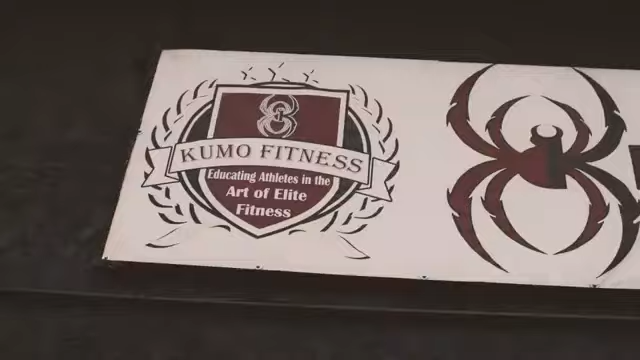 KUMO FITNESS
Educating Athletes in the
Art of Elite
Fitness